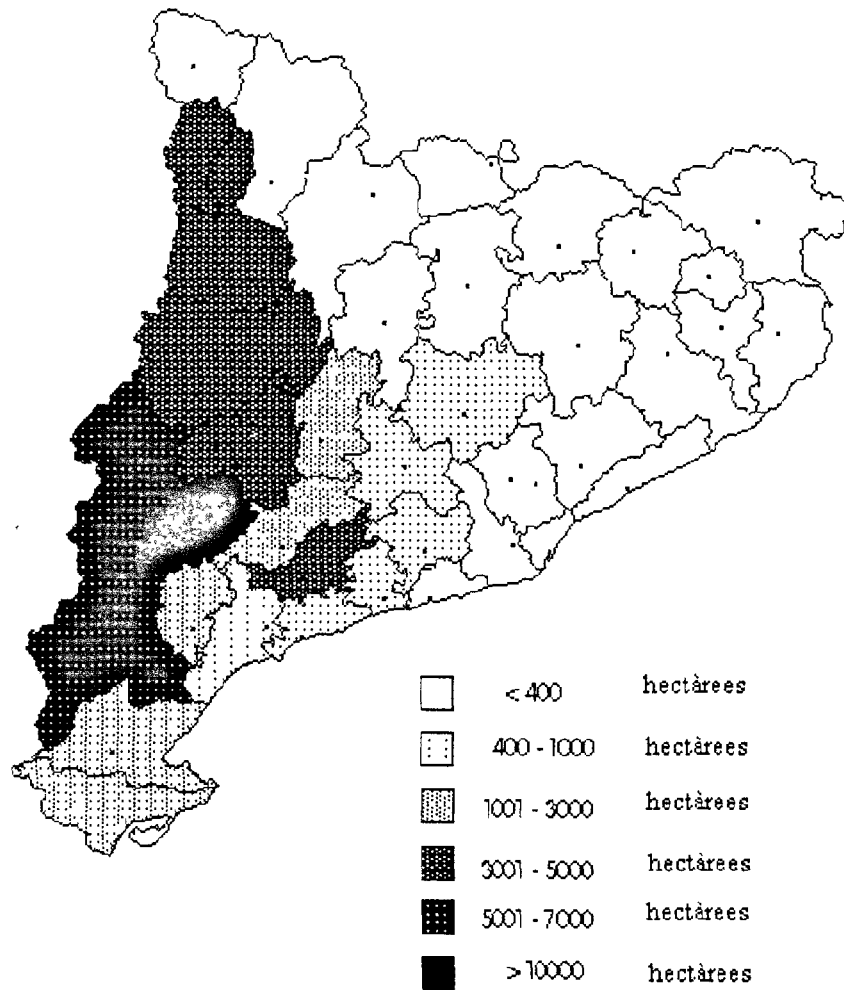 < 400 hectàrees
400 - 1000 hectàrees
1001 - 3000 hectàrees
3001 - 5000 hectàrees
5001 - 7000 hectàrees
> 10000 hectàrees